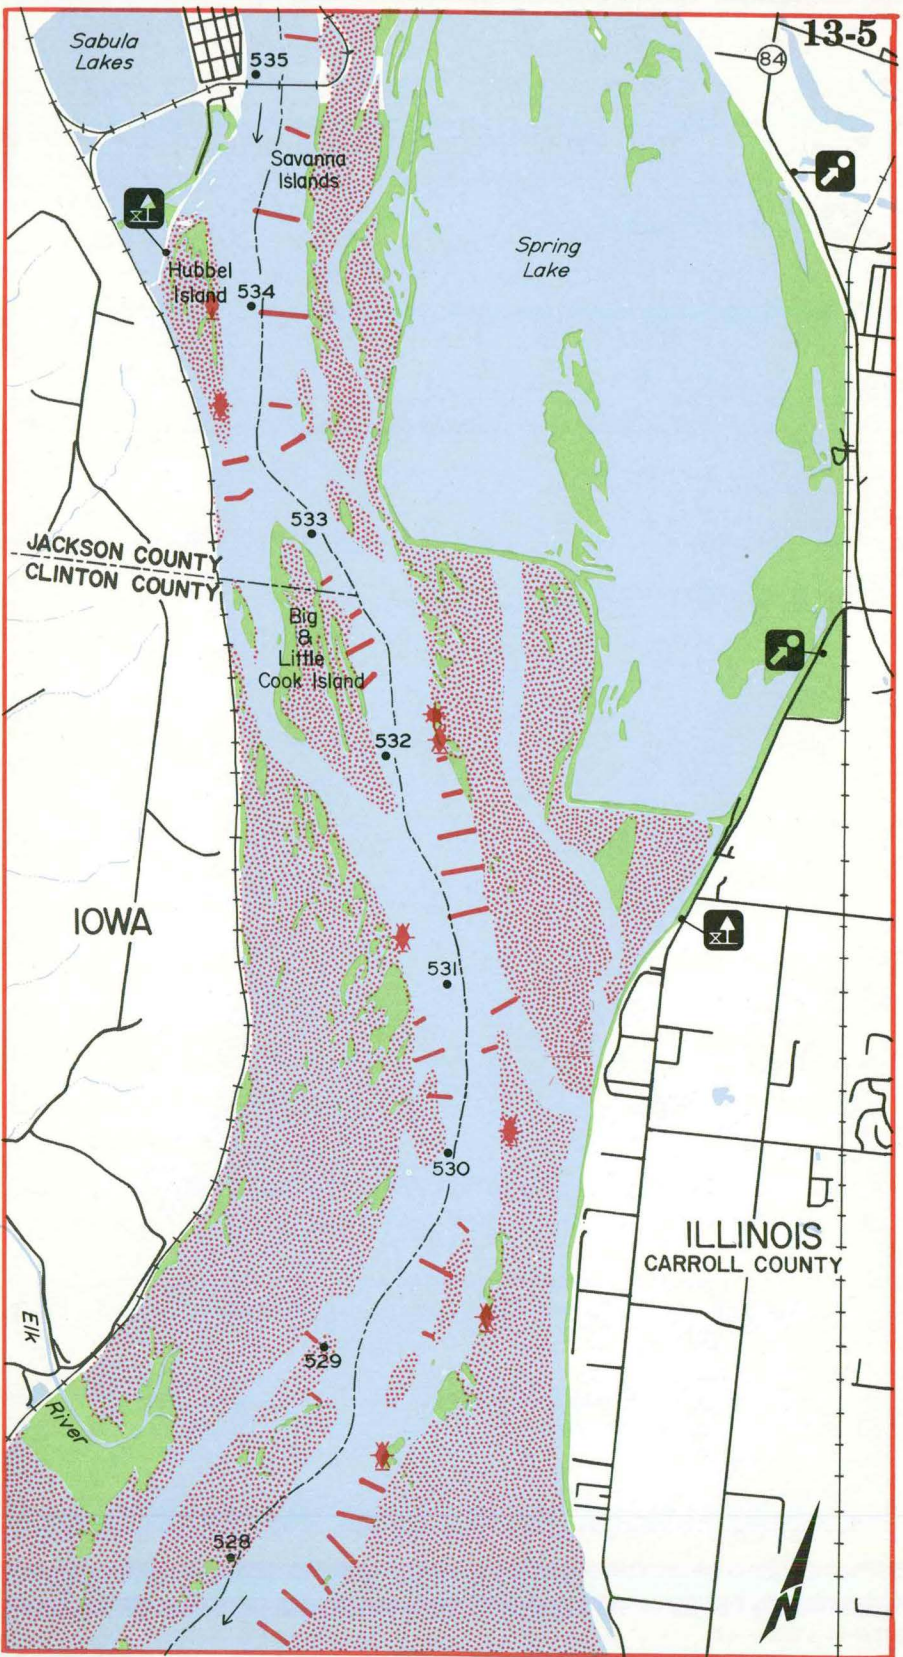 13-5
Sabula
Lakes
84
535
Savanna
Islands
Spring
Lake
Hubbel
Island
534
533
JACKSON COUNTY
CLINTON COUNTY
Big
&
Little
Cook Island
532
IOWA
531
530
ILLINOIS
CARROLL COUNTY
Elk
River
529
528
N